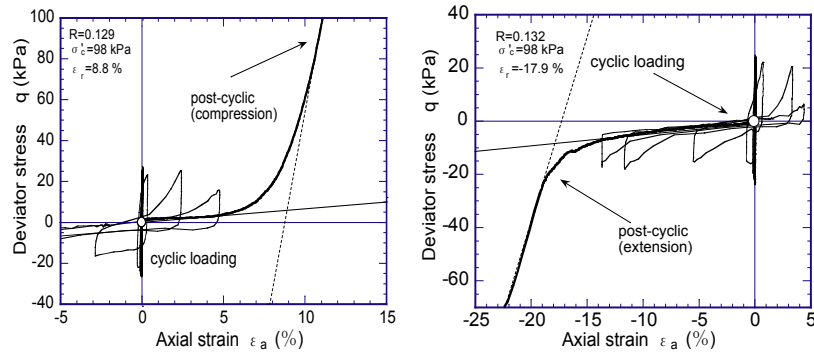 100
80
60
40
20
0
-20
-40
Deviator stress q (kPa)
R=0.129
σ'c=98 kPa
εr=8.8 %
post-cyclic
(compression)
cyclic loading
-5
0
5
10
15
Axial strain εa (%)
40
20
0
-20
-40
-60
Deviator stress q (kPa)
R=0.132
σ'c=98 kPa
εr=-17.9 %
cyclic loading
post-cyclic
(extension)
-25
-20
-15
-10
-5
0
5
Axial strain εa (%)